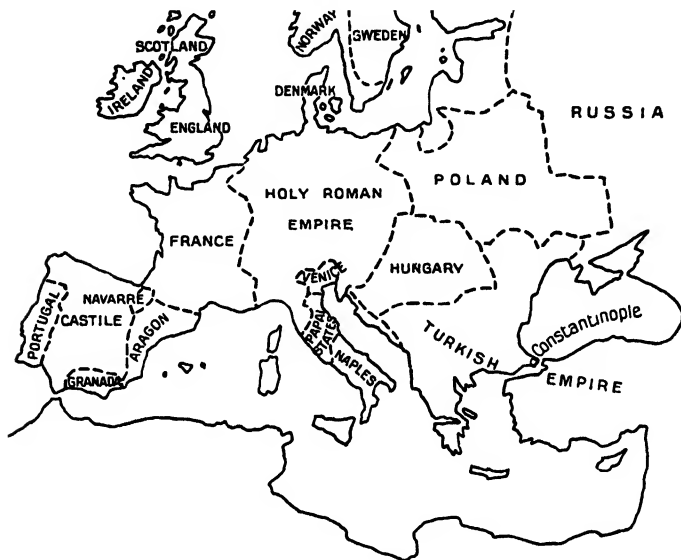 NORWAY
SWEDEN
SCOTLAND
IRELAND
DENMARK
ENGLAND
RUSSIA
POLAND
HOLY ROMAN
EMPIRE
FRANCE
VENICE
HUNGARY
NAVARRE
PORTUGAL
CASTILE
ARAGON
PAPAL
STATES
NAPLES
GRANADA
TURKISH
EMPIRE
Constantinople